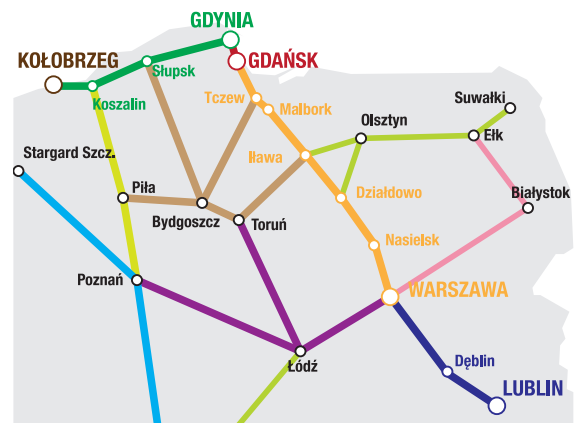 GDYNIA
KOŁOBRZEG
Słupsk
GDAŃSK
Koszalin
Tczew
Malbork
Suwałki
Olsztyn
Ełk
Stargard Szcz.
Iława
Piła
Działdowo
Białystok
Bydgoszcz
Toruń
Nasielsk
Poznań
WARSZAWA
Łódź
Dęblin
LUBLIN